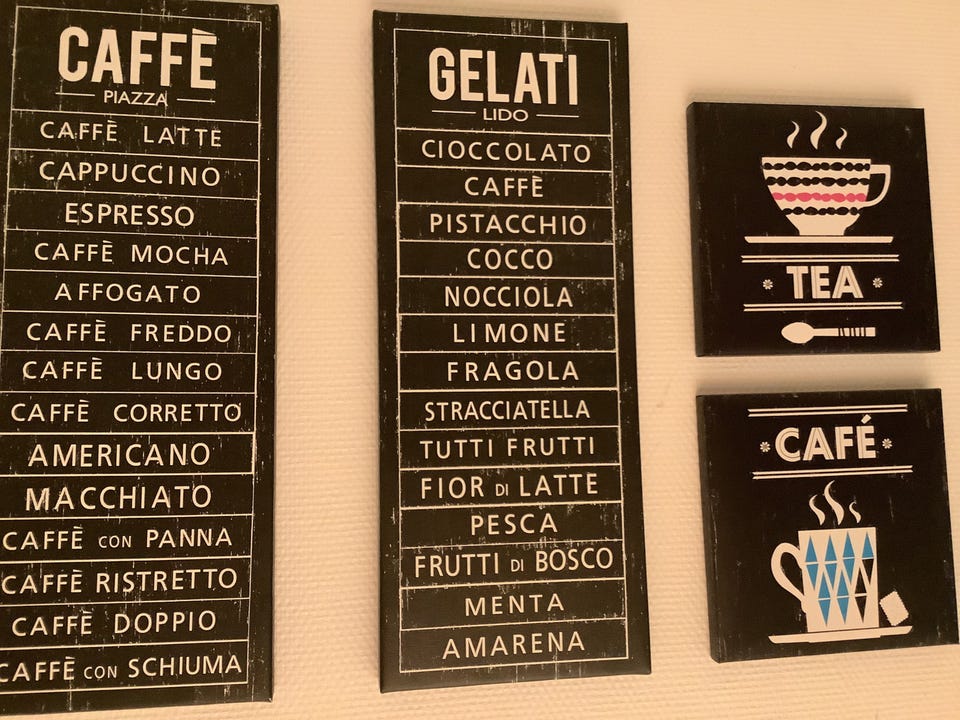 CAFFÈ
PIAZZA
CAFFÈ LATTE
CAPPUCCINO
ESPRESSO
CAFFÈ MOCHA
AFFOGATO
CAFFÈ FREDDO
CAFFÈ LUNGO
CAFFÈ CORRETTO
AMERICANO
MACCHIATO
CAFFÈ CON PANNA
CAFFÈ RISTRETTO
CAFFÈ DOPPIO
CAFFÈ CON SCHIUMA
GELATI
LIDO
CIOCCOLATO
CAFFÈ
PISTACCHIO
COCCO
NOCCIOLA
LIMONE
FRAGOLA
STRACCIATELLA
TUTTI FRUTTI
FIOR DI LATTE
PESCA
FRUTTI DI BOSCO
MENTA
AMARENA
TEA
CAFÉ